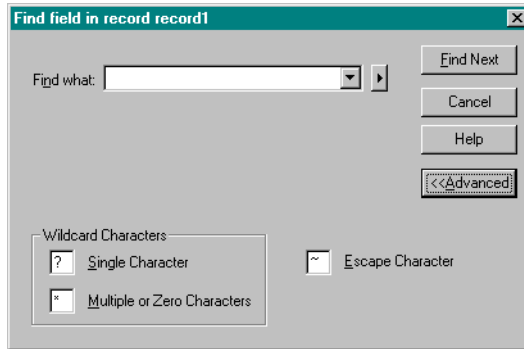 Find field in record record1
Find what:
Find Next
Cancel
Help
<<Advanced
Wildcard Characters
? Single Character
~ Escape Character
* Multiple or Zero Characters